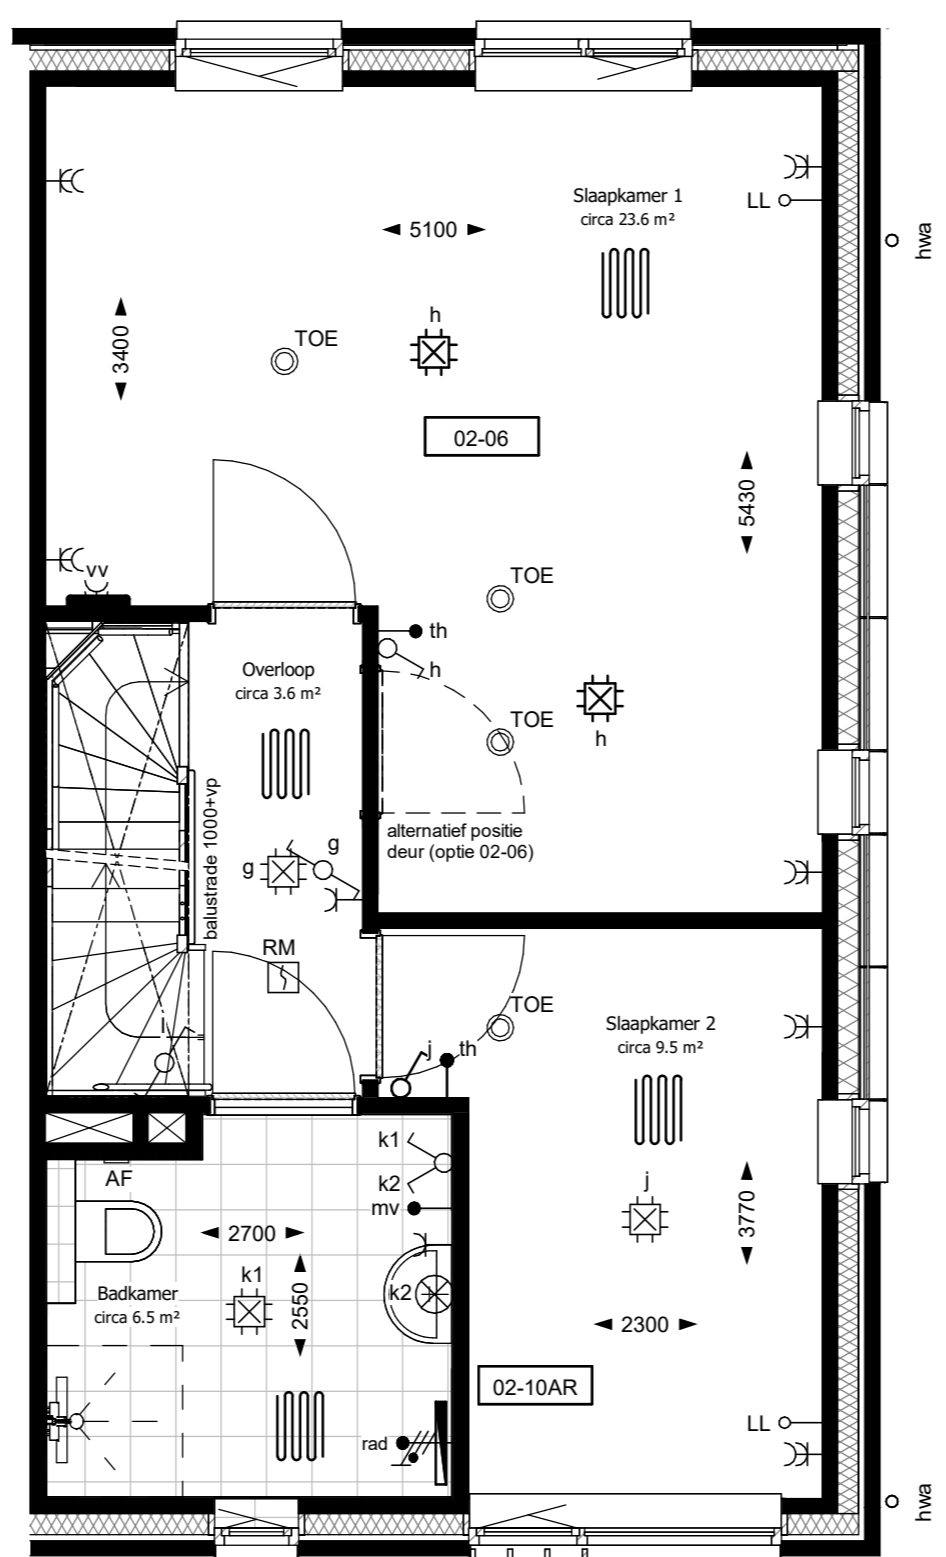 Slaapkamer 1
circa 23.6 m²
LL
hwa
5100
h
TOE
3400
02-06
5430
TOE
vv
th
h
Overloop
circa 3.6 m²
TOE
h
balustrade 1000+vp
alternatief positie
deur (optie 02-06)
g
g
RM
TOE
Slaapkamer 2
circa 9.5 m²
l
j
th
k1
AF
k2
mv
j
2700
3770
k1
2550
k2
Badkamer
circa 6.5 m²
2300
02-10AR
LL
rad
hwa